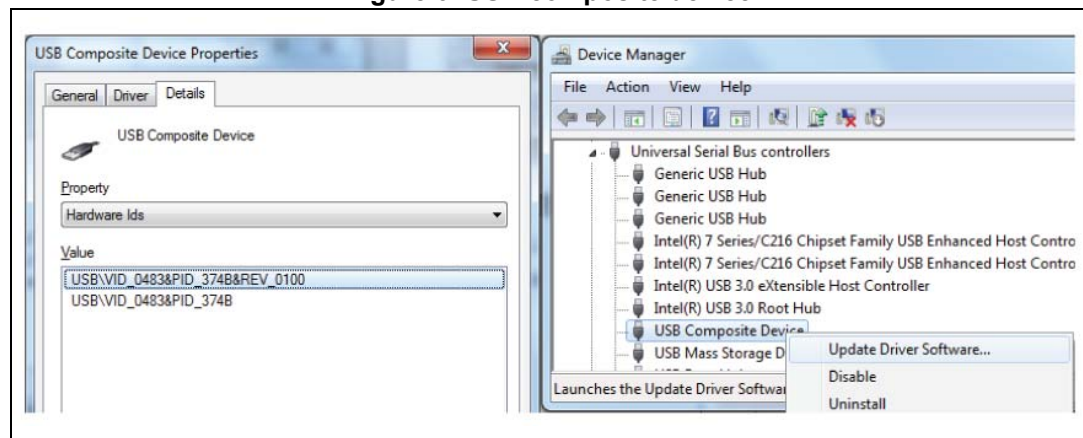 USB Composite Device Properties
General Driver Details
USB Composite Device
Property
Hardware Ids
Value
USB\VID_0483&PID_374B&REV_0100
USB\VID_0483&PID_374B
Device Manager
File Action View Help
Universal Serial Bus controllers
Generic USB Hub
Generic USB Hub
Generic USB Hub
Intel(R) 7 Series/C216 Chipset Family USB Enhanced Host Contro
Intel(R) 7 Series/C216 Chipset Family USB Enhanced Host Contro
Intel(R) USB 3.0 eXtensible Host Controller
Intel(R) USB 3.0 Root Hub
USB Composite Device
USB Mass Storage D
Launches the Update Driver Softwa
Update Driver Software...
Disable
Uninstall